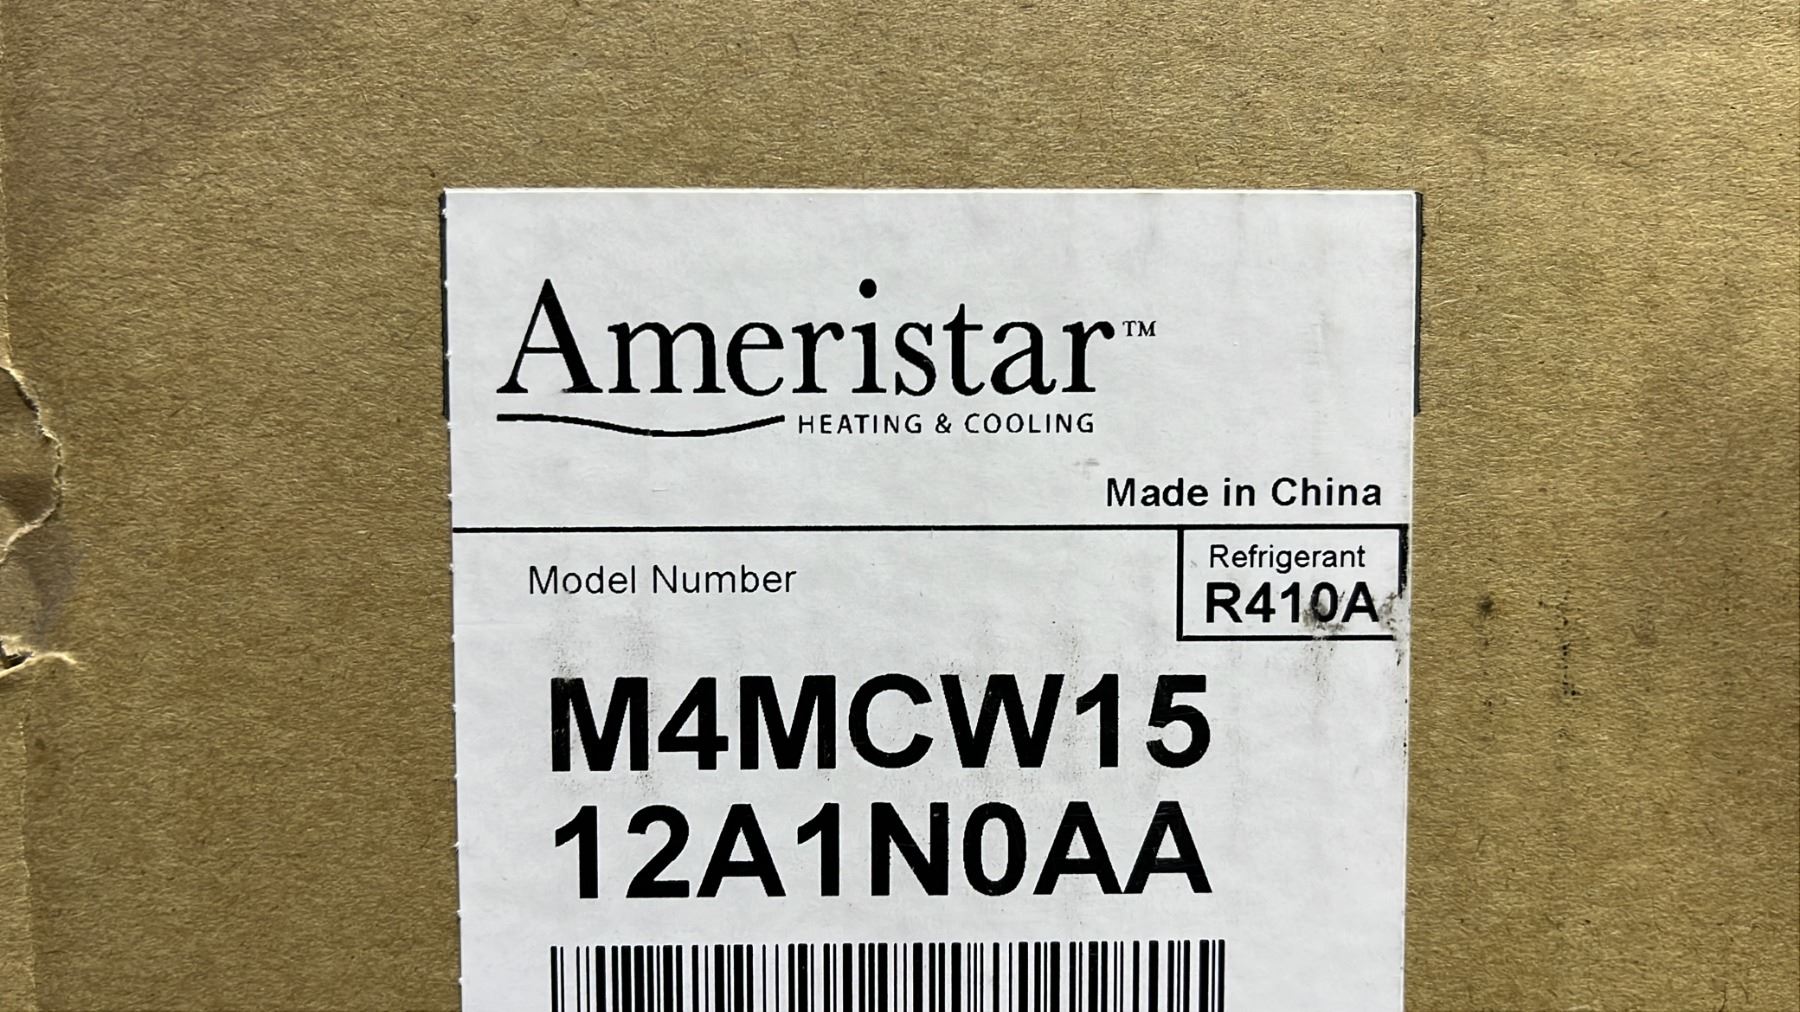 Ameristar™
HEATING & COOLING
Made in China
Model Number
Refrigerant
R410A
M4MCW15
12A1N0AA